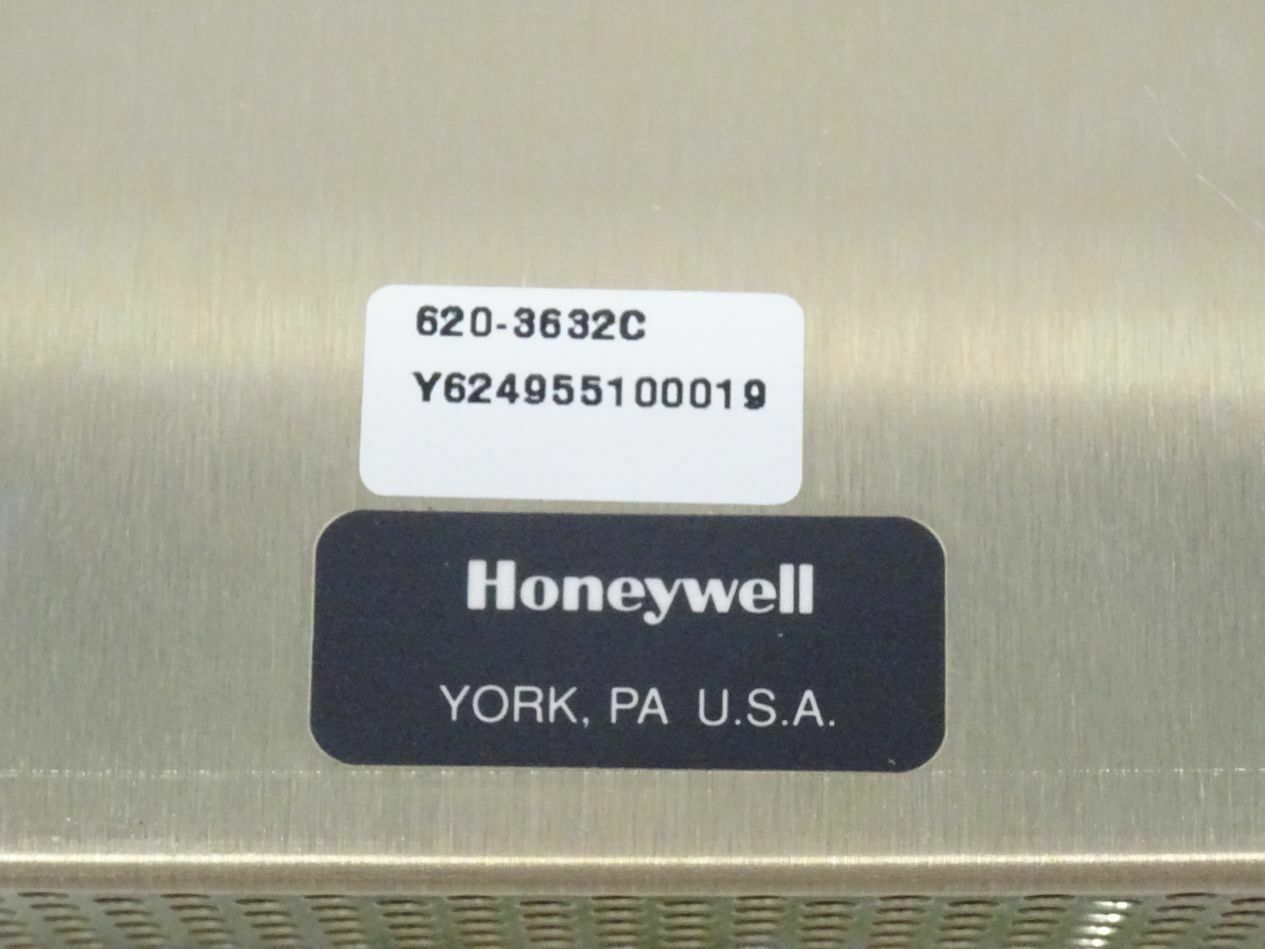 620-3632C
Y624955100019
Honeywell
YORK, PA U.S.A.